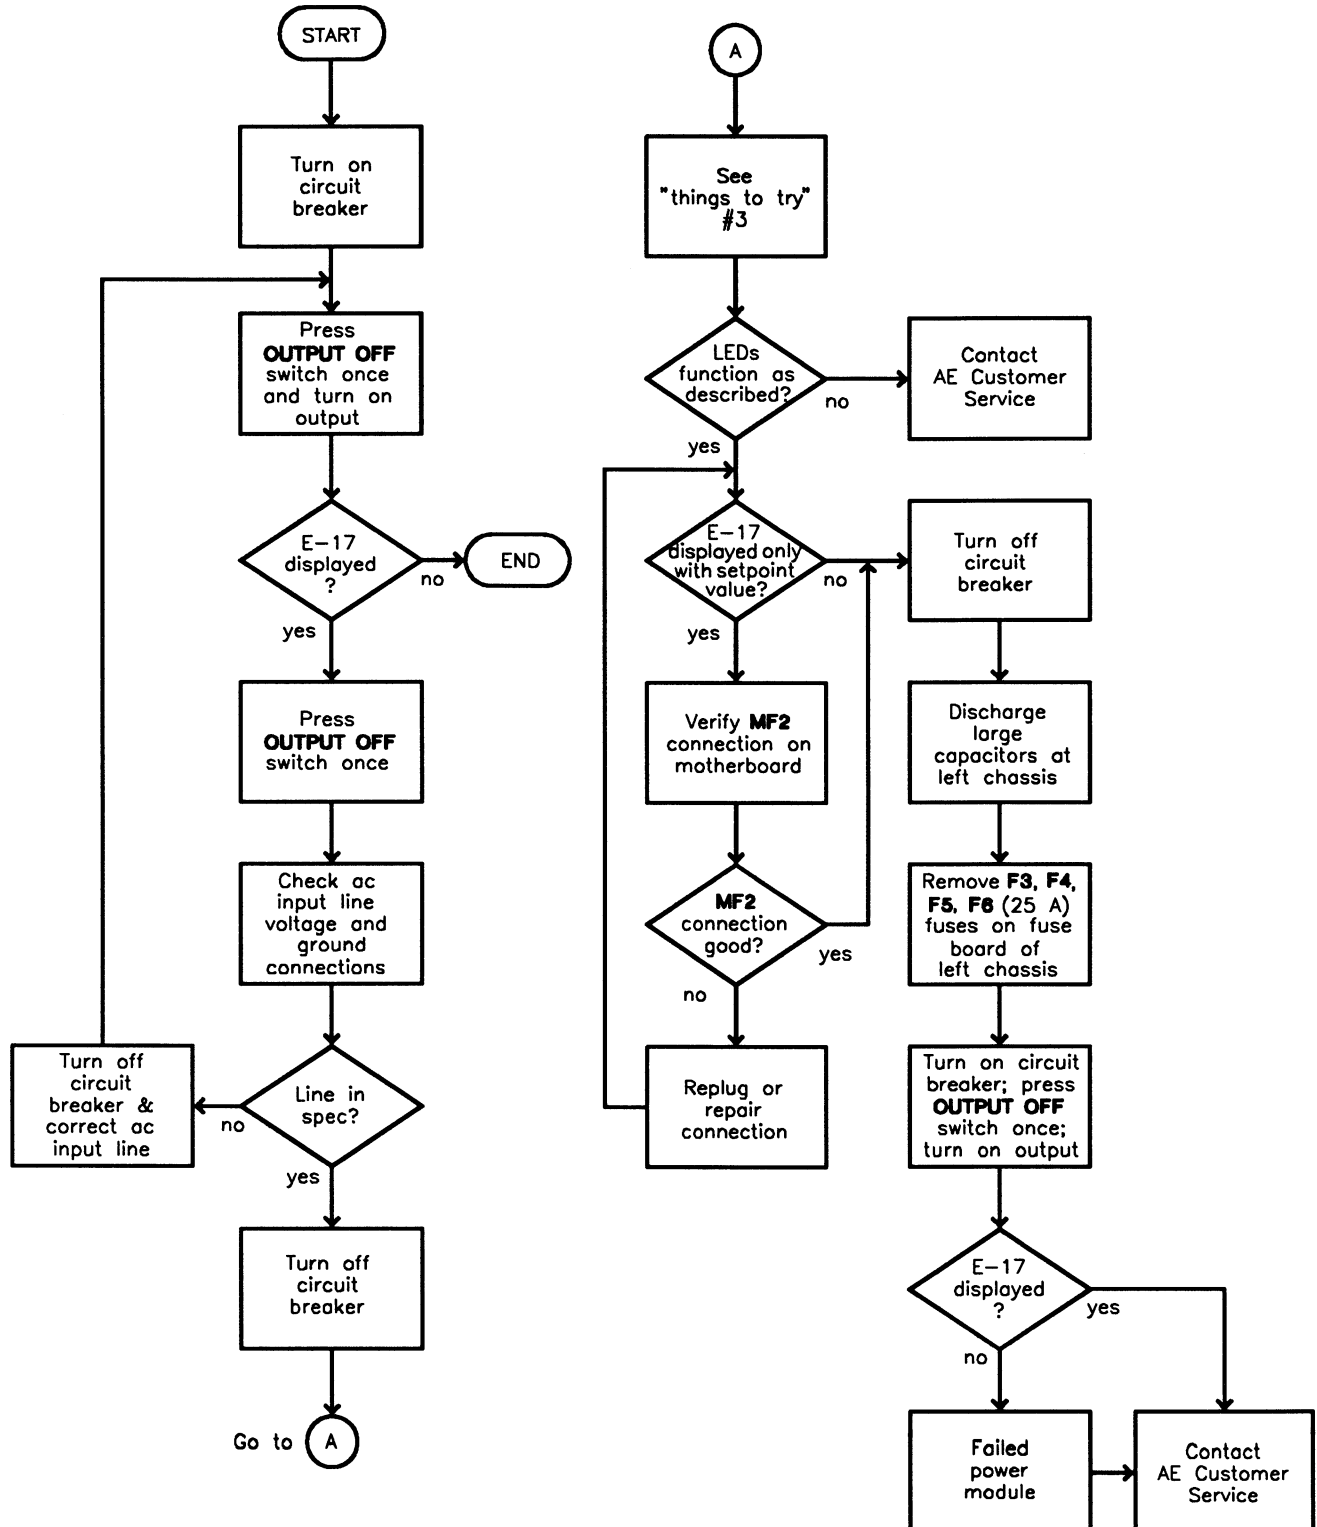 START
Turn on
circuit
breaker
Press
OUTPUT OFF
switch once
and turn on
output
E-17
displayed
?
no
END
yes
Press
OUTPUT OFF
switch once
Check ac
input line
voltage and
ground
connections
Line in
spec?
no
Turn off
circuit
breaker &
correct ac
input line
yes
Turn off
circuit
breaker
Go to
A
A
See
"things to try"
#3
LEDs
function as
described?
no
Contact
AE Customer
Service
yes
E-17
displayed only
with setpoint
value?
no
yes
Verify MF2
connection on
motherboard
MF2
connection
good?
yes
no
Replug or
repair
connection
Turn off
circuit
breaker
Discharge
large
capacitors at
left chassis
Remove F3, F4,
F5, F6 (25 A)
fuses on fuse
board of
left chassis
Turn on circuit
breaker; press
OUTPUT OFF
switch once;
turn on output
E-17
displayed
?
yes
no
Failed
power
module
Contact
AE Customer
Service